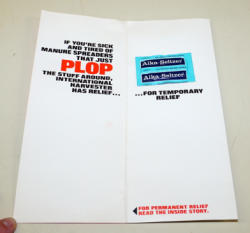 IF YOU'RE SICK
AND TIRED OF
MANURE SPREADERS
THAT JUST
PLOP
THE STUFF AROUND,
INTERNATIONAL
HARVESTER
HAS RELIEF...
Alka-Seltzer
Alka-Seltzer
...FOR TEMPORARY
RELIEF
FOR PERMANENT RELIEF
READ THE INSIDE STORY.